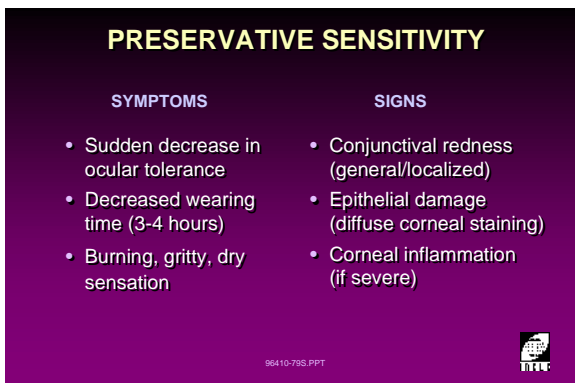 PRESERVATIVE SENSITIVITY
SYMPTOMS
• Sudden decrease in
ocular tolerance
• Decreased wearing
time (3-4 hours)
• Burning, gritty, dry
sensation
SIGNS
• Conjunctival redness
(general/localized)
• Epithelial damage
(diffuse corneal staining)
• Corneal inflammation
(if severe)
96410-79S.PPT